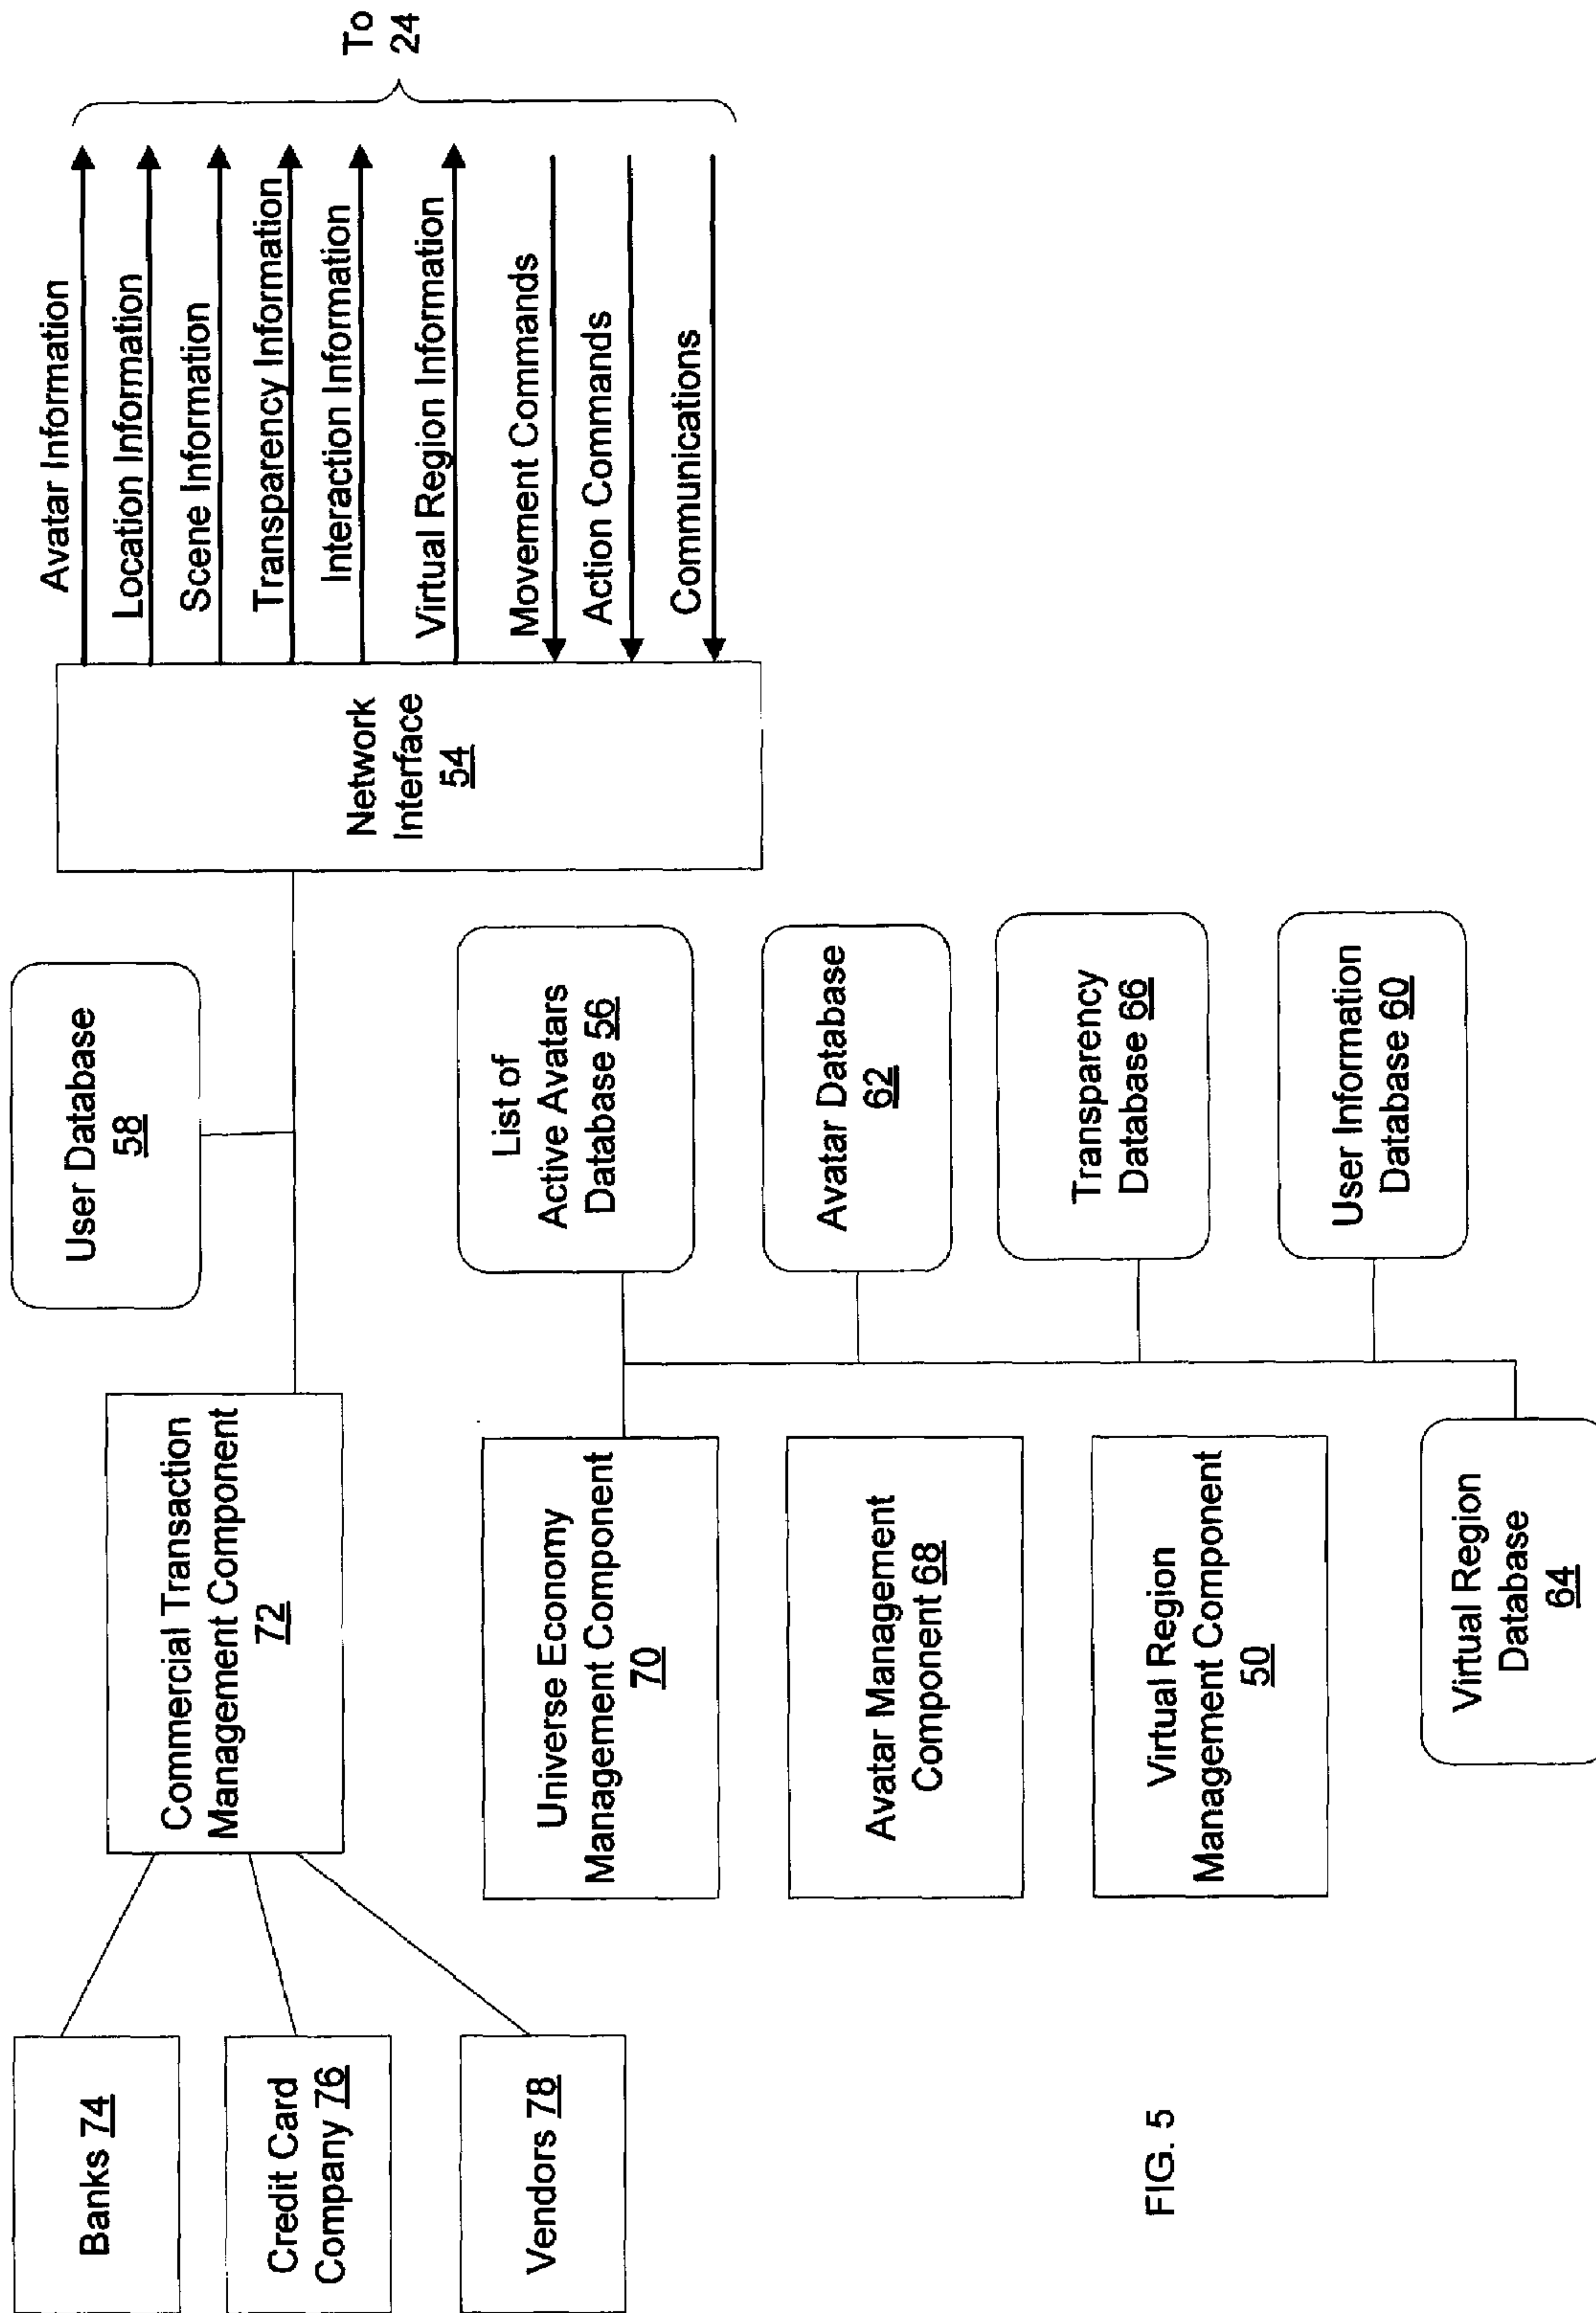 Banks 74
Credit Card
Company 76
Vendors 78
Commercial Transaction
Management Component
72
Universe Economy
Management Component
70
Avatar Management
Component 68
Virtual Region
Management Component
50
Virtual Region
Database
64
User Database
58
List of
Active Avatars
Database 56
Avatar Database
62
Transparency
Database 66
User Information
Database 60
Network
Interface
54
Avatar Information
Location Information
Scene Information
Transparency Information
Interaction Information
Virtual Region Information
Movement Commands
Action Commands
Communications
To
24
FIG. 5